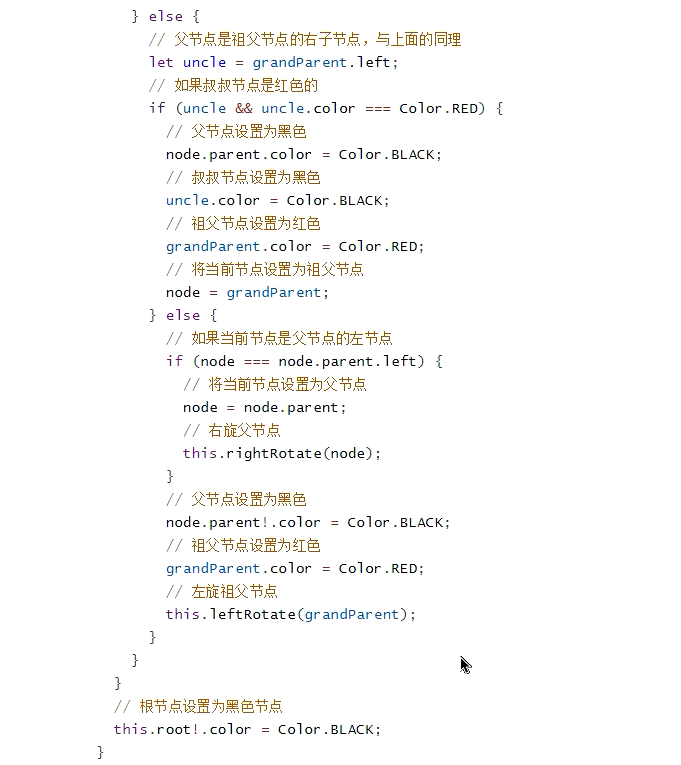 } else {
// 父节点是祖父节点的右子节点，与上面的同理
let uncle = grandParent.left;
// 如果叔叔节点是红色的
if (uncle && uncle.color === Color.RED) {
// 父节点设置为黑色
node.parent.color = Color.BLACK;
// 叔叔节点设置为黑色
uncle.color = Color.BLACK;
// 祖父节点设置为红色
grandParent.color = Color.RED;
// 将当前节点设置为祖父节点
node = grandParent;
} else {
// 如果当前节点是父节点的左节点
if (node === node.parent.left) {
// 将当前节点设置为父节点
node = node.parent;
// 右旋父节点
this.rightRotate(node);
}
// 父节点设置为黑色
node.parent!.color = Color.BLACK;
// 祖父节点设置为红色
grandParent.color = Color.RED;
// 左旋祖父节点
this.leftRotate(grandParent);
}
}
}
// 根节点设置为黑色节点
this.root!.color = Color.BLACK;
}